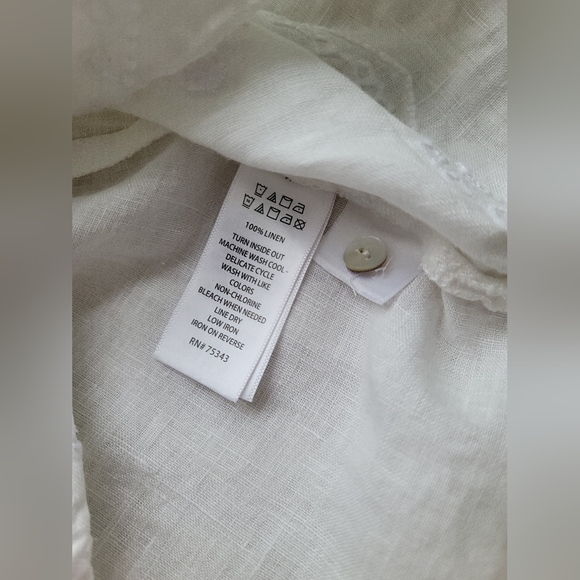 100% LINEN
TURN INSIDE OUT
MACHINE WASH COOL -
DELICATE CYCLE
WASH WITH LIKE
COLORS
NON-CHLORINE
BLEACH WHEN NEEDED
LINE DRY
LOW IRON
IRON ON REVERSE
RN# 75343